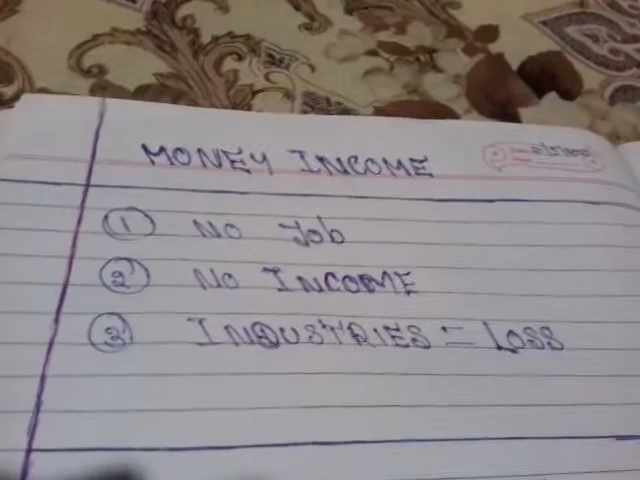 MONEY INCOME
① No Job
② No INCOME
③ INDUSTRIES = Loss